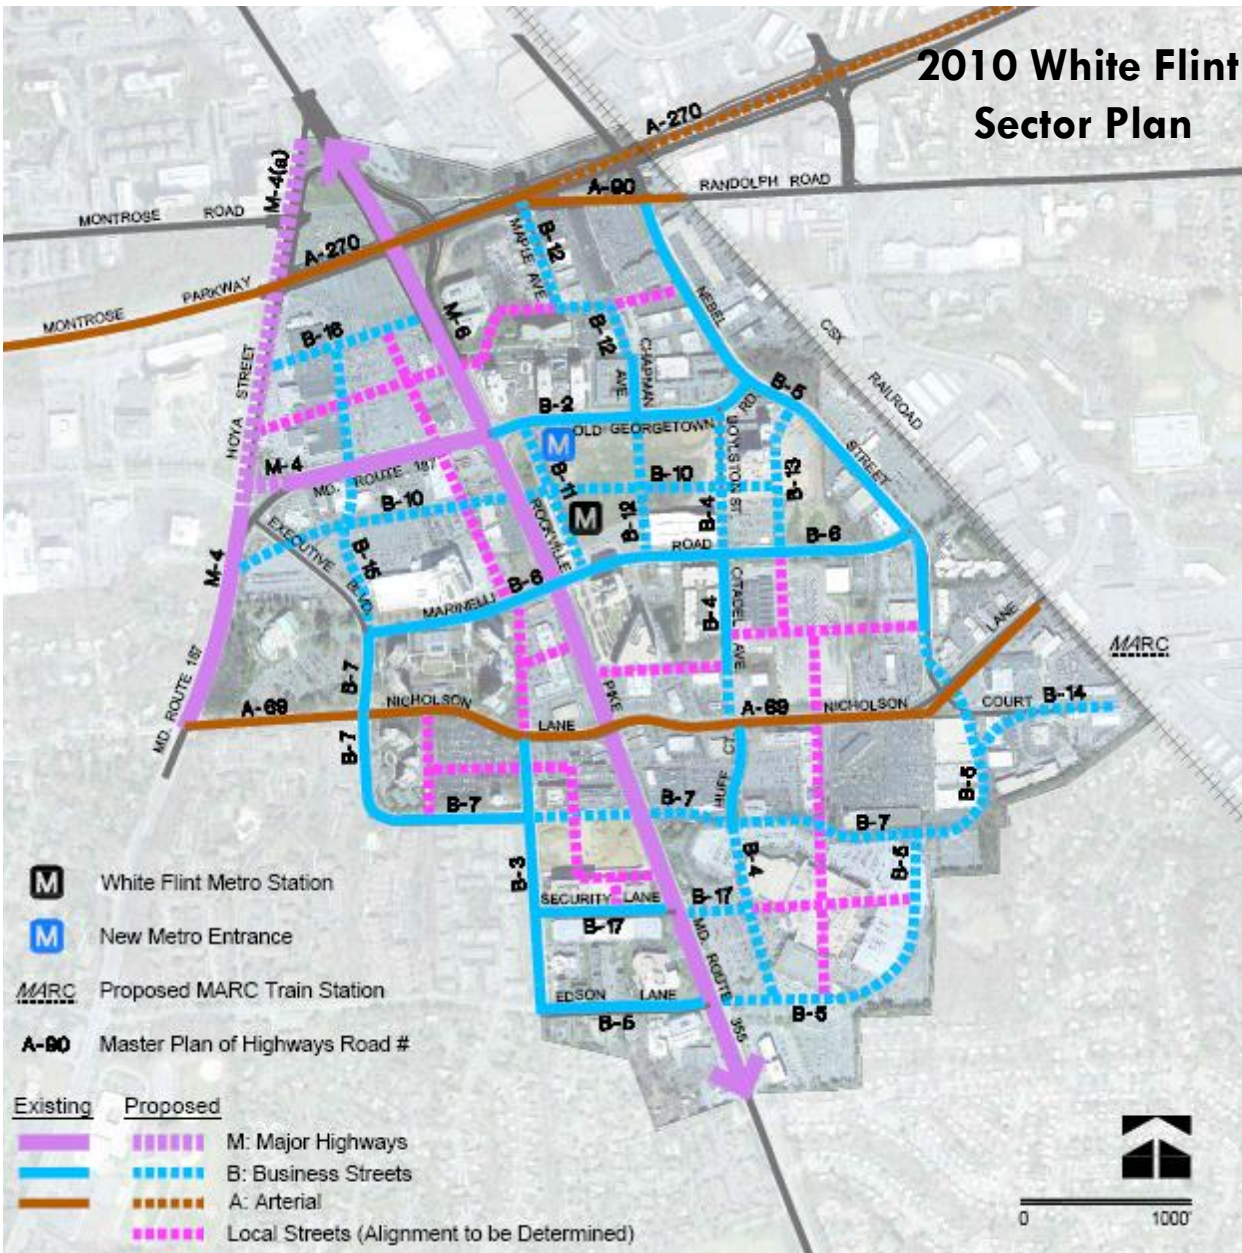 2010 White Flint
Sector Plan
A-270
A-90
RANDOLPH ROAD
M-4(a)
MONTROSE ROAD
A-270
MONTROSE PARKWAY
MAPLE AVE
B-12
NEBEL
CSX
RAILROAD
M-6
B-16
B-12
CHAPMAN
AVE
HOYA STREET
B-2
OLD GEORGETOWN RD
B-5
STREET
M-4
MD. ROUTE 187
M
B-11
BOYLSTON ST.
B-10
B-13
B-10
M
B-12
B-4
ROCKVILLE
ROAD
B-6
EXECUTIVE BLVD.
B-15
M-4
MARINELLI
B-6
B-4
CITADEL AVE
LANE
MARC
MD. ROUTE 187
B-7
PIKE
A-69
NICHOLSON
LANE
A-69
NICHOLSON
COURT
B-14
B-7
CT
HUFF
B-5
B-7
B-7
B-7
B-3
B-4
B-5
SECURITY LANE
B-17
B-17
MD. ROUTE 355
EDSON LANE
B-5
B-5
M White Flint Metro Station
M New Metro Entrance
MARC Proposed MARC Train Station
A-90 Master Plan of Highways Road #
Existing Proposed
M: Major Highways
B: Business Streets
A: Arterial
Local Streets (Alignment to be Determined)
0 1000'